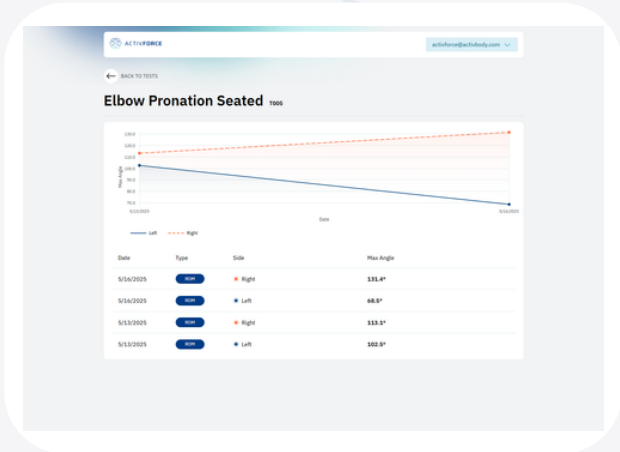 ACTIVFORCE
activforce@activbody.com
BACK TO TESTS
Elbow Pronation Seated T005
130.0
120.0
110.0
100.0
90.0
80.0
70.0
Max Angle
5/13/2025 5/16/2025
Date
Left Right
Date Type Side Max Angle
5/16/2025 ROM Right 131.4°
5/16/2025 ROM Left 68.5°
5/13/2025 ROM Right 113.1°
5/13/2025 ROM Left 102.5°